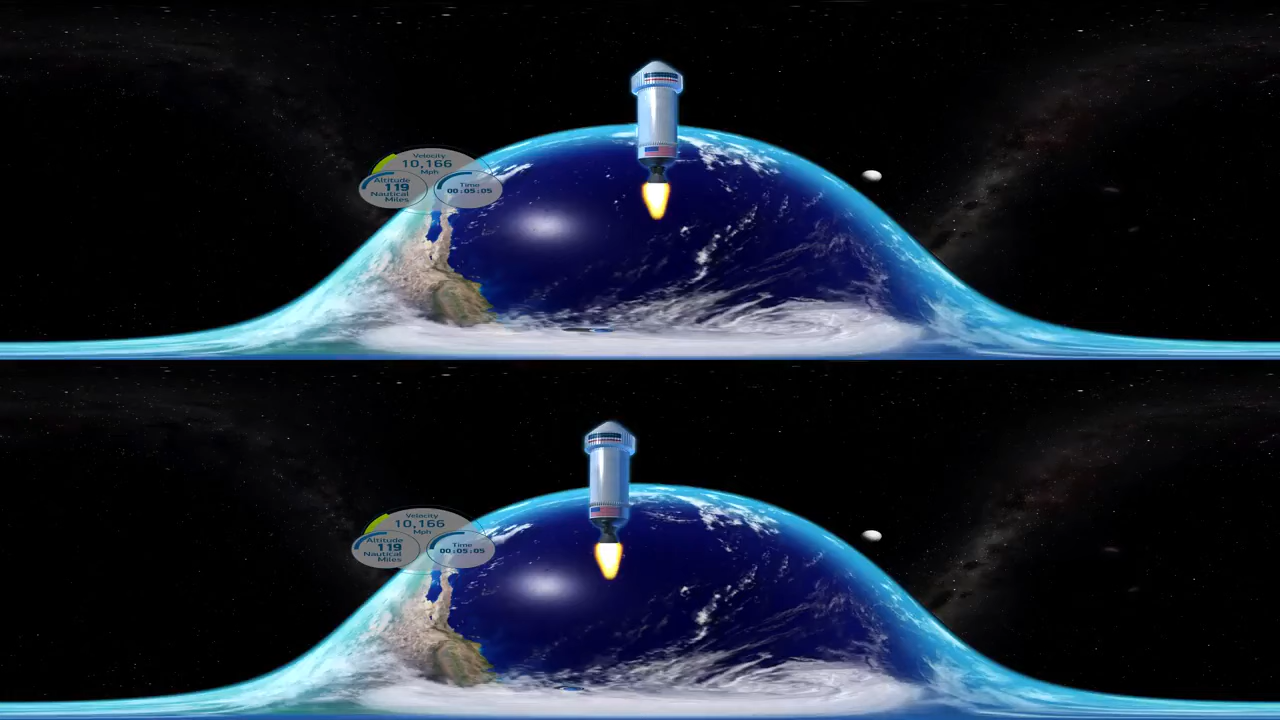 Velocity
10,166
Mph
Altitude
119
Nautical
Miles
Time
00:05:05
Velocity
10,166
Mph
Altitude
119
Nautical
Miles
Time
00:05:05